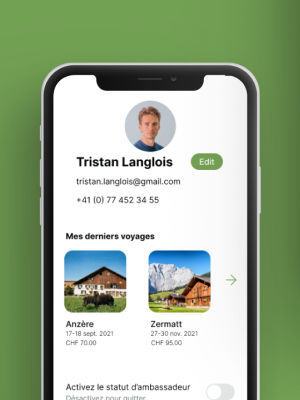 Tristan Langlois
Edit
tristan.langlois@gmail.com
+41 (0) 77 452 34 55
Mes derniers voyages
Anzère
17-18 sept. 2021
CHF 70.00
Zermatt
27-30 nov. 2021
CHF 95.00
Activez le statut d'ambassadeur
Désactivez pour quitter